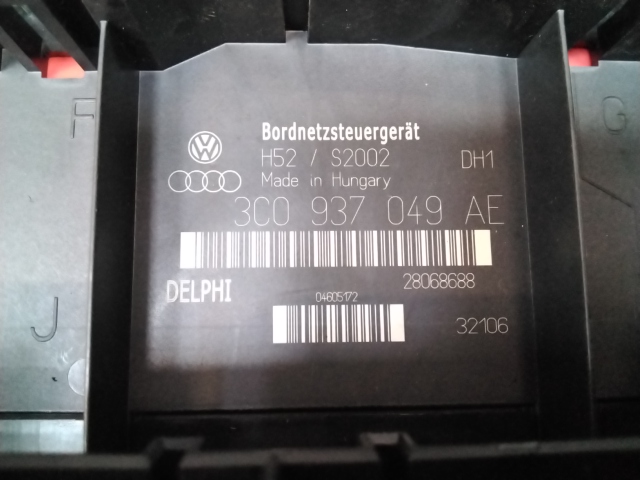 F
G
Bordnetzsteuergerät
H52 / S2002 DH1
Made in Hungary
3C0 937 049 AE
DELPHI 28068688
04605172
J
32106